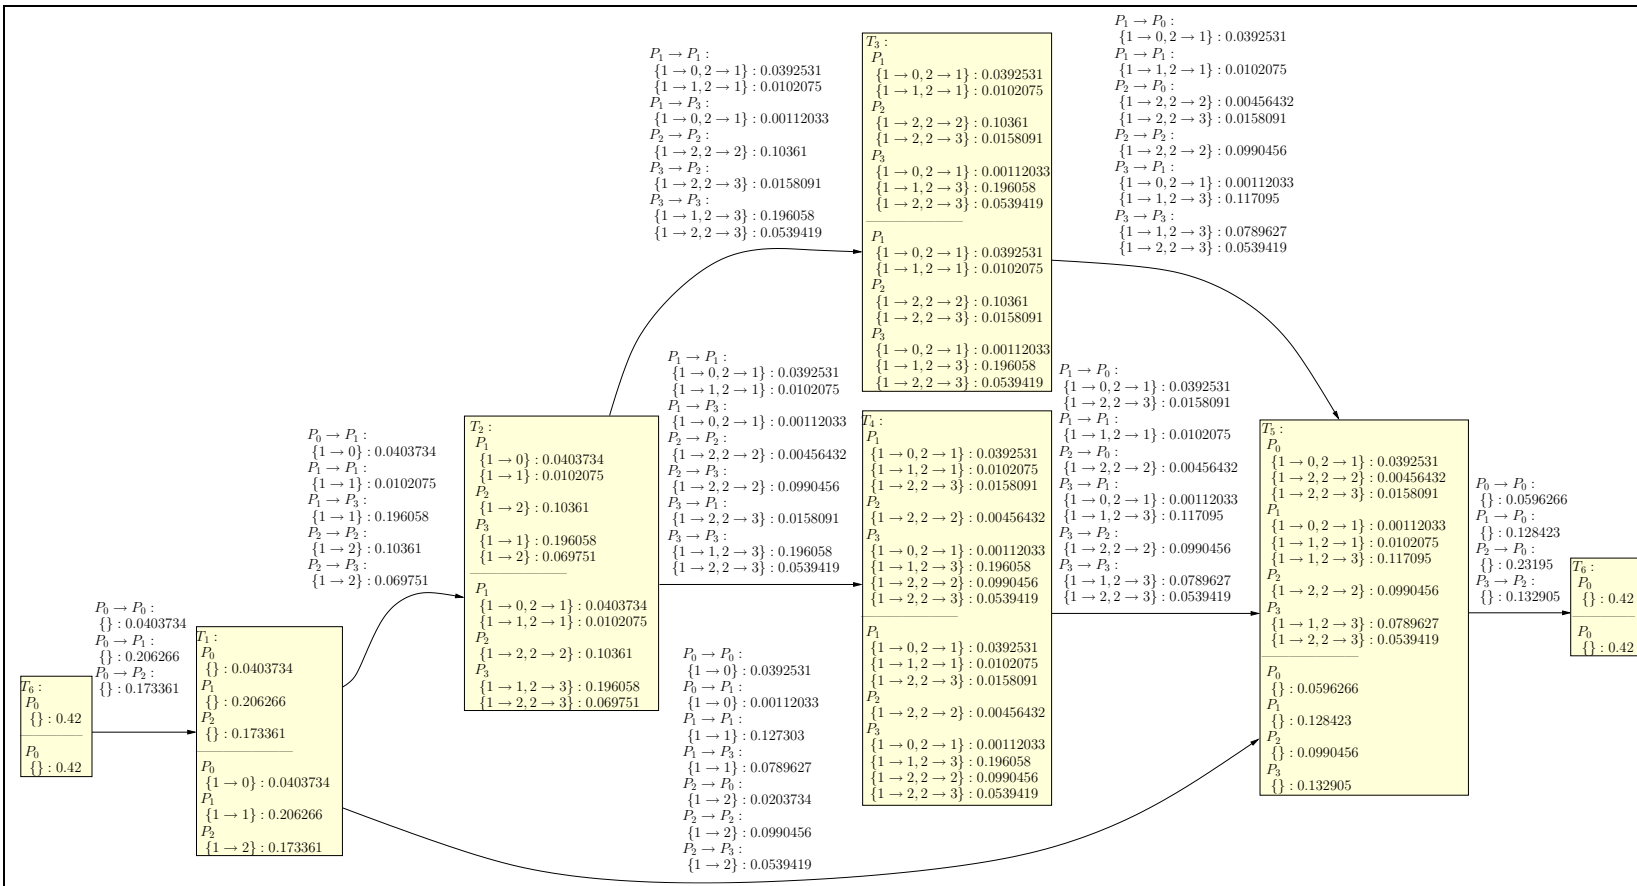 T₆ :
P₀
{} : 0.42
P₀
{} : 0.42
P₀ → P₀ :
{} : 0.0403734
P₀ → P₁ :
{} : 0.206266
P₀ → P₂ :
{} : 0.173361
T₁ :
P₀
{} : 0.0403734
P₁
{} : 0.206266
P₂
{} : 0.173361
P₀
{1 → 0} : 0.0403734
P₁
{1 → 1} : 0.206266
P₂
{1 → 2} : 0.173361
P₀ → P₁ :
{1 → 0} : 0.0403734
P₁ → P₁ :
{1 → 1} : 0.0102075
P₁ → P₃ :
{1 → 1} : 0.196058
P₂ → P₂ :
{1 → 2} : 0.10361
P₂ → P₃ :
{1 → 2} : 0.069751
T₂ :
P₁
{1 → 0} : 0.0403734
{1 → 1} : 0.0102075
P₂
{1 → 2} : 0.10361
P₃
{1 → 1} : 0.196058
{1 → 2} : 0.069751
P₁
{1 → 0, 2 → 1} : 0.0403734
{1 → 1, 2 → 1} : 0.0102075
P₂
{1 → 2, 2 → 2} : 0.10361
P₃
{1 → 1, 2 → 3} : 0.196058
{1 → 2, 2 → 3} : 0.069751
P₁ → P₁ :
{1 → 0, 2 → 1} : 0.0392531
{1 → 1, 2 → 1} : 0.0102075
P₁ → P₃ :
{1 → 0, 2 → 1} : 0.00112033
P₂ → P₂ :
{1 → 2, 2 → 2} : 0.10361
P₃ → P₂ :
{1 → 2, 2 → 3} : 0.0158091
P₃ → P₃ :
{1 → 1, 2 → 3} : 0.196058
{1 → 2, 2 → 3} : 0.0539419
P₁ → P₁ :
{1 → 0, 2 → 1} : 0.0392531
{1 → 1, 2 → 1} : 0.0102075
P₁ → P₃ :
{1 → 0, 2 → 1} : 0.00112033
P₂ → P₂ :
{1 → 2, 2 → 2} : 0.00456432
P₂ → P₃ :
{1 → 2, 2 → 2} : 0.0990456
P₃ → P₁ :
{1 → 2, 2 → 3} : 0.0158091
P₃ → P₃ :
{1 → 1, 2 → 3} : 0.196058
{1 → 2, 2 → 3} : 0.0539419
P₀ → P₀ :
{1 → 0} : 0.0392531
P₀ → P₁ :
{1 → 0} : 0.00112033
P₁ → P₁ :
{1 → 1} : 0.127303
P₁ → P₃ :
{1 → 1} : 0.0789627
P₂ → P₀ :
{1 → 2} : 0.0203734
P₂ → P₂ :
{1 → 2} : 0.0990456
P₂ → P₃ :
{1 → 2} : 0.0539419
T₃ :
P₁
{1 → 0, 2 → 1} : 0.0392531
{1 → 1, 2 → 1} : 0.0102075
P₂
{1 → 2, 2 → 2} : 0.10361
{1 → 2, 2 → 3} : 0.0158091
P₃
{1 → 0, 2 → 1} : 0.00112033
{1 → 1, 2 → 3} : 0.196058
{1 → 2, 2 → 3} : 0.0539419
P₁
{1 → 0, 2 → 1} : 0.0392531
{1 → 1, 2 → 1} : 0.0102075
P₂
{1 → 2, 2 → 2} : 0.10361
{1 → 2, 2 → 3} : 0.0158091
P₃
{1 → 0, 2 → 1} : 0.00112033
{1 → 1, 2 → 3} : 0.196058
{1 → 2, 2 → 3} : 0.0539419
T₄ :
P₁
{1 → 0, 2 → 1} : 0.0392531
{1 → 1, 2 → 1} : 0.0102075
{1 → 2, 2 → 3} : 0.0158091
P₂
{1 → 2, 2 → 2} : 0.00456432
P₃
{1 → 0, 2 → 1} : 0.00112033
{1 → 1, 2 → 3} : 0.196058
{1 → 2, 2 → 2} : 0.0990456
{1 → 2, 2 → 3} : 0.0539419
P₁
{1 → 0, 2 → 1} : 0.0392531
{1 → 1, 2 → 1} : 0.0102075
{1 → 2, 2 → 3} : 0.0158091
P₂
{1 → 2, 2 → 2} : 0.00456432
P₃
{1 → 0, 2 → 1} : 0.00112033
{1 → 1, 2 → 3} : 0.196058
{1 → 2, 2 → 2} : 0.0990456
{1 → 2, 2 → 3} : 0.0539419
P₁ → P₀ :
{1 → 0, 2 → 1} : 0.0392531
P₁ → P₁ :
{1 → 1, 2 → 1} : 0.0102075
P₂ → P₀ :
{1 → 2, 2 → 2} : 0.00456432
{1 → 2, 2 → 3} : 0.0158091
P₂ → P₂ :
{1 → 2, 2 → 2} : 0.0990456
P₃ → P₁ :
{1 → 0, 2 → 1} : 0.00112033
{1 → 1, 2 → 3} : 0.117095
P₃ → P₃ :
{1 → 1, 2 → 3} : 0.0789627
{1 → 2, 2 → 3} : 0.0539419
P₁ → P₀ :
{1 → 0, 2 → 1} : 0.0392531
{1 → 2, 2 → 3} : 0.0158091
P₁ → P₁ :
{1 → 1, 2 → 1} : 0.0102075
P₂ → P₀ :
{1 → 2, 2 → 2} : 0.00456432
P₃ → P₁ :
{1 → 0, 2 → 1} : 0.00112033
{1 → 1, 2 → 3} : 0.117095
P₃ → P₂ :
{1 → 2, 2 → 2} : 0.0990456
P₃ → P₃ :
{1 → 1, 2 → 3} : 0.0789627
{1 → 2, 2 → 3} : 0.0539419
T₅ :
P₀
{1 → 0, 2 → 1} : 0.0392531
{1 → 2, 2 → 2} : 0.00456432
{1 → 2, 2 → 3} : 0.0158091
P₁
{1 → 0, 2 → 1} : 0.00112033
{1 → 1, 2 → 1} : 0.0102075
{1 → 1, 2 → 3} : 0.117095
P₂
{1 → 2, 2 → 2} : 0.0990456
P₃
{1 → 1, 2 → 3} : 0.0789627
{1 → 2, 2 → 3} : 0.0539419
P₀
{} : 0.0596266
P₁
{} : 0.128423
P₂
{} : 0.0990456
P₃
{} : 0.132905
P₀ → P₀ :
{} : 0.0596266
P₁ → P₀ :
{} : 0.128423
P₂ → P₀ :
{} : 0.23195
P₃ → P₂ :
{} : 0.132905
T₆ :
P₀
{} : 0.42
P₀
{} : 0.42